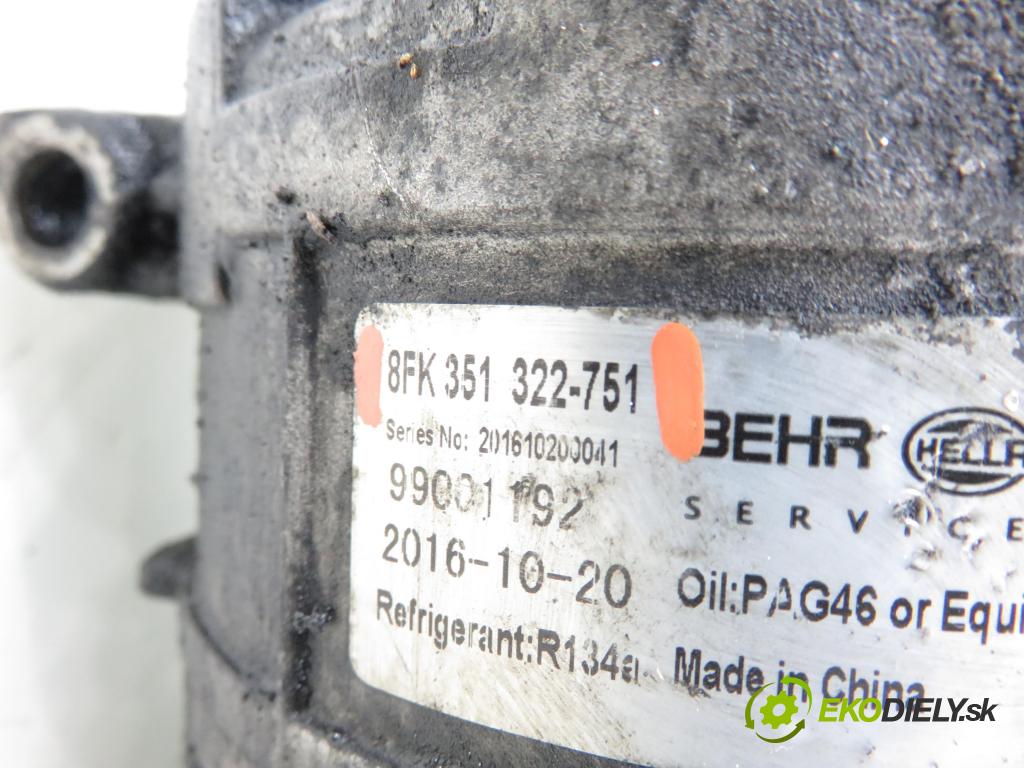 8FK 351 322-751
BEHR HELLA
Series No: 201610200041
SERVICE
99001192
2016-10-20
Oil:PAG46 or Equi
Refrigerant:R134a
Made in China
EKODIELY.sk